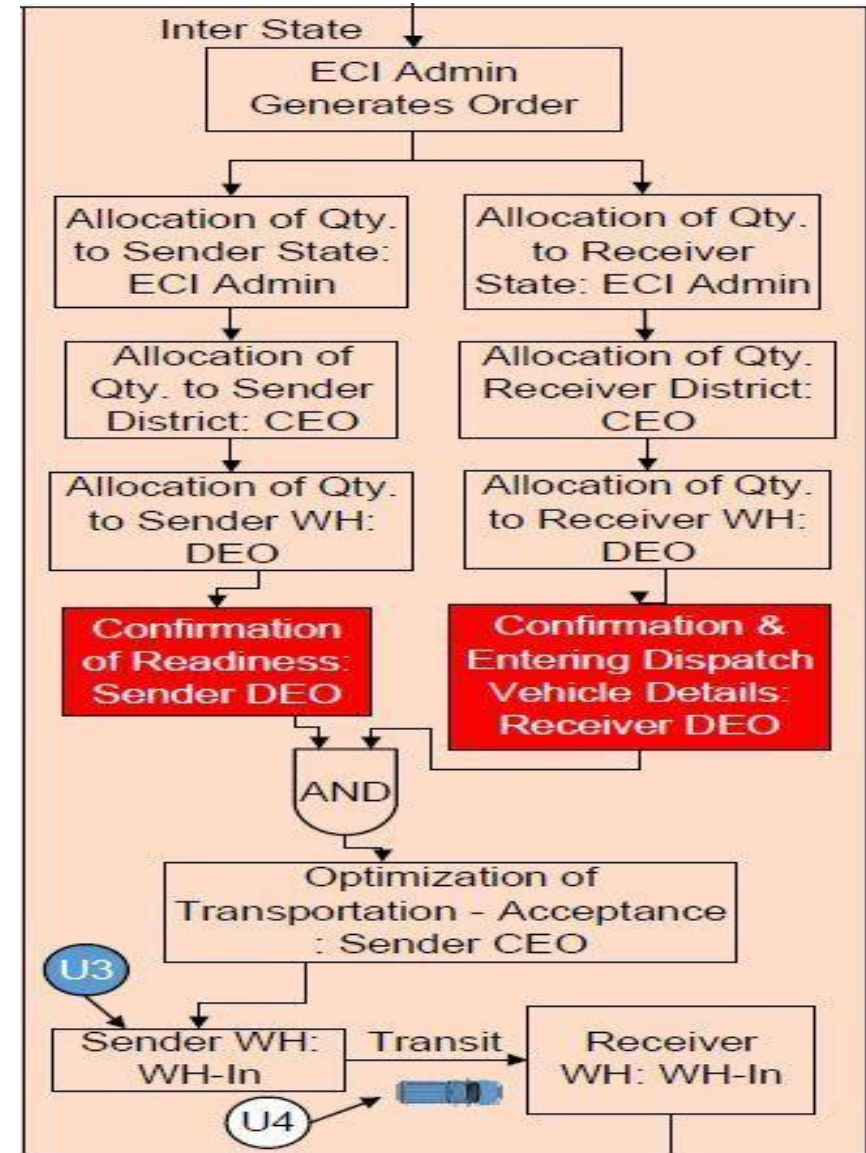 Inter State
ECI Admin
Generates Order
Allocation of Qty.
to Sender State:
ECI Admin
Allocation of Qty.
to Receiver
State: ECI Admin
Allocation of
Qty. to Sender
District: CEO
Allocation of Qty.
Receiver District:
CEO
Allocation of Qty.
to Sender WH:
DEO
Allocation of Qty.
to Receiver WH:
DEO
Confirmation
of Readiness:
Sender DEO
Confirmation &
Entering Dispatch
Vehicle Details:
Receiver DEO
AND
Optimization of
Transportation - Acceptance
: Sender CEO
U3
Sender WH:
WH-In
Transit
Receiver
WH: WH-In
U4